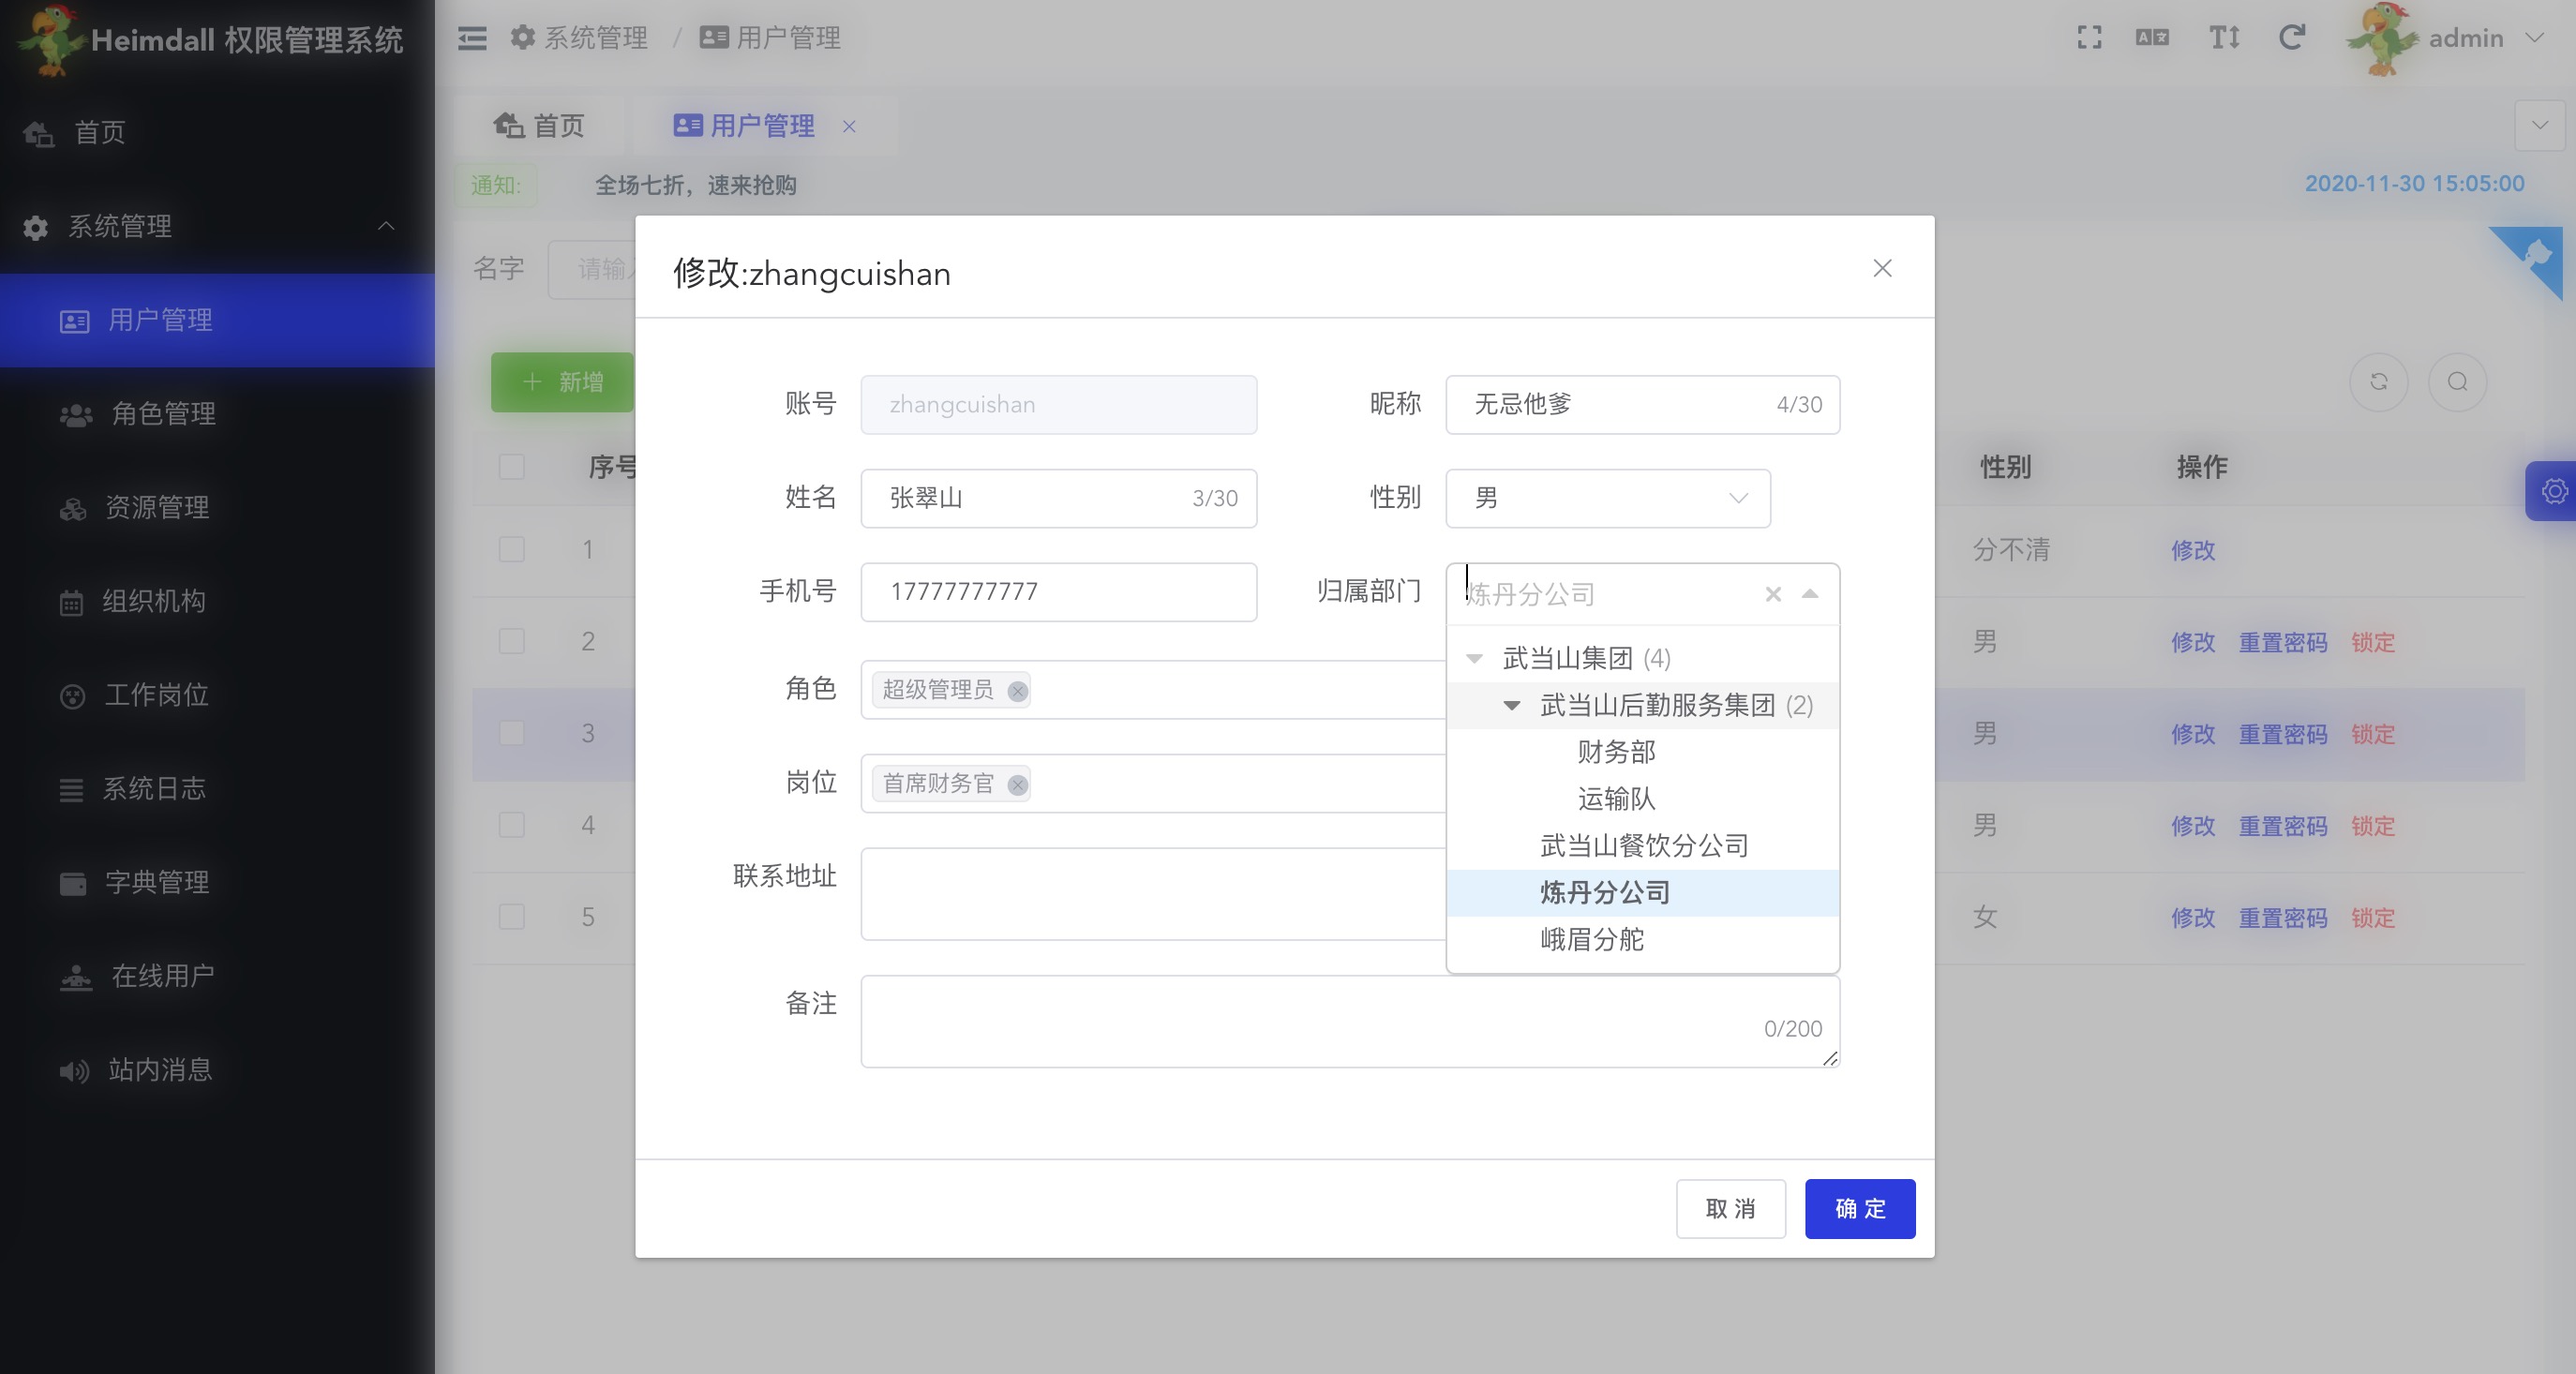 Heimdall 权限管理系统
首页
系统管理
用户管理
角色管理
资源管理
组织机构
工作岗位
系统日志
字典管理
在线用户
站内消息
系统管理 / 用户管理
admin
首页 用户管理
通知: 全场七折，速来抢购 2020-11-30 15:05:00
名字 请输入
新增
序号 性别 操作
1 分不清 修改
2 男 修改 重置密码 锁定
3 男 修改 重置密码 锁定
4 男 修改 重置密码 锁定
5 女 修改 重置密码 锁定
修改:zhangcuishan
账号 zhangcuishan 昵称 无忌他爹 4/30
姓名 张翠山 3/30 性别 男
手机号 17777777777 归属部门 炼丹分公司
武当山集团 (4)
武当山后勤服务集团 (2)
财务部
运输队
武当山餐饮分公司
炼丹分公司
峨眉分舵
角色 超级管理员
岗位 首席财务官
联系地址
备注 0/200
取 消 确 定